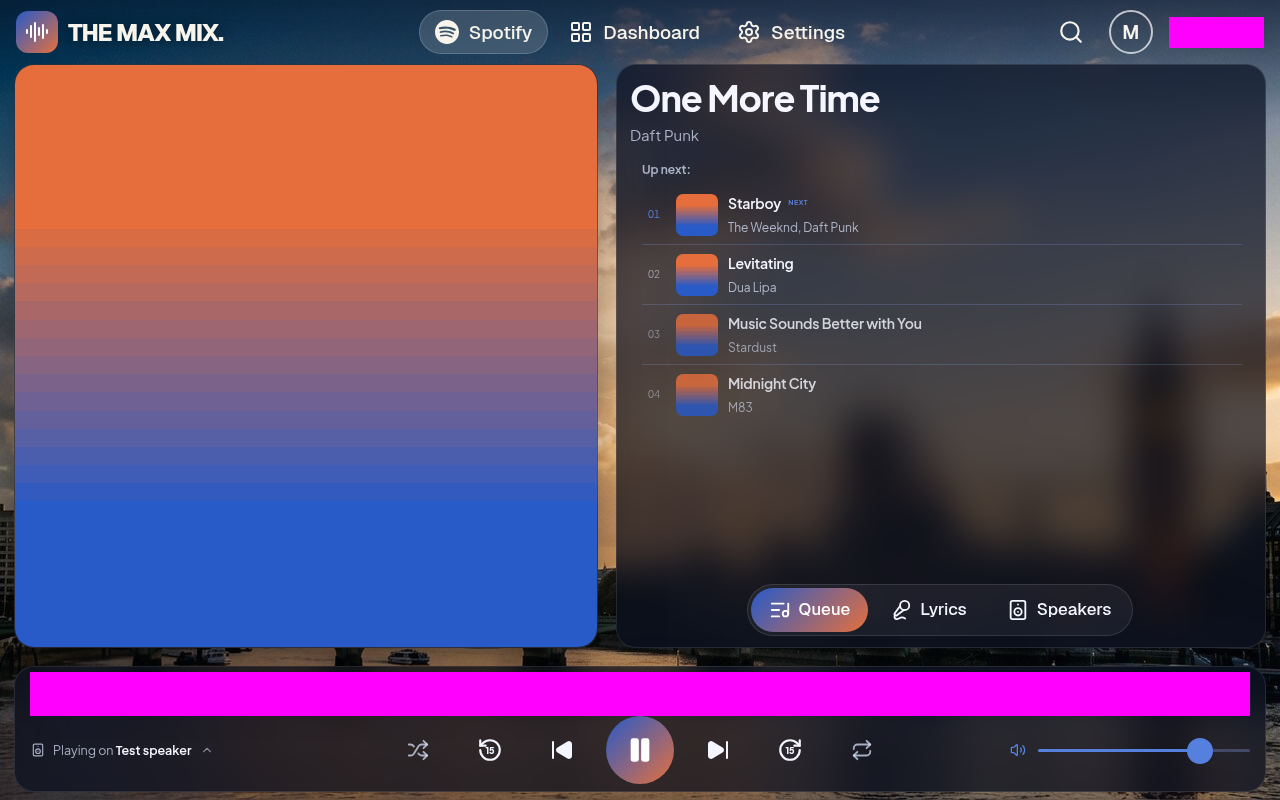 THE MAX MIX.
Spotify
Dashboard
Settings
M
One More Time
Daft Punk
Up next:
01
Starboy NEXT
The Weeknd, Daft Punk
02
Levitating
Dua Lipa
03
Music Sounds Better with You
Stardust
04
Midnight City
M83
Queue
Lyrics
Speakers
Playing on Test speaker
15
15